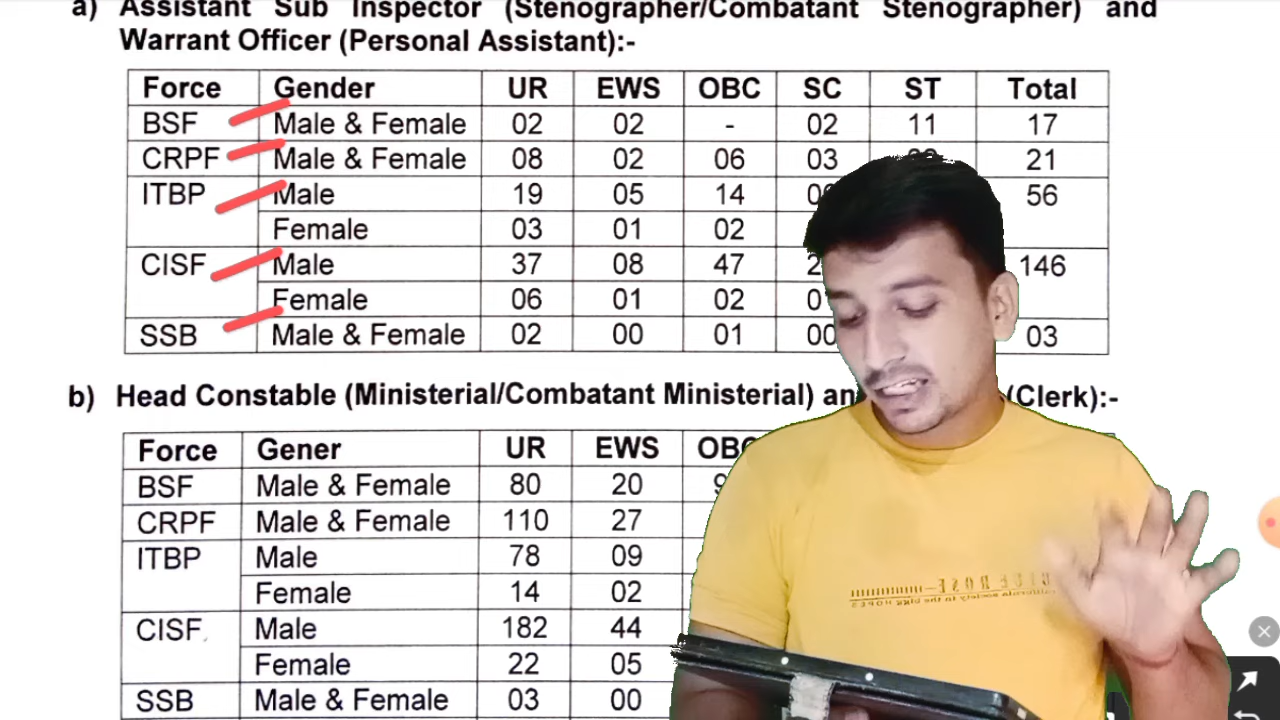 a) Assistant Sub Inspector (Stenographer/Combatant Stenographer) and
Warrant Officer (Personal Assistant):-
Force Gender UR EWS OBC SC ST Total
BSF Male & Female 02 02 - 02 11 17
CRPF Male & Female 08 02 06 03 21
ITBP Male 19 05 14 56
Female 03 01 02
CISF Male 37 08 47 146
Female 06 01 02
SSB Male & Female 02 00 01 00 03
b) Head Constable (Ministerial/Combatant Ministerial) (Clerk):-
Force Gener UR EWS
BSF Male & Female 80 20
CRPF Male & Female 110 27
ITBP Male 78 09
Female 14 02
CISF Male 182 44
Female 22 05
SSB Male & Female 03 00